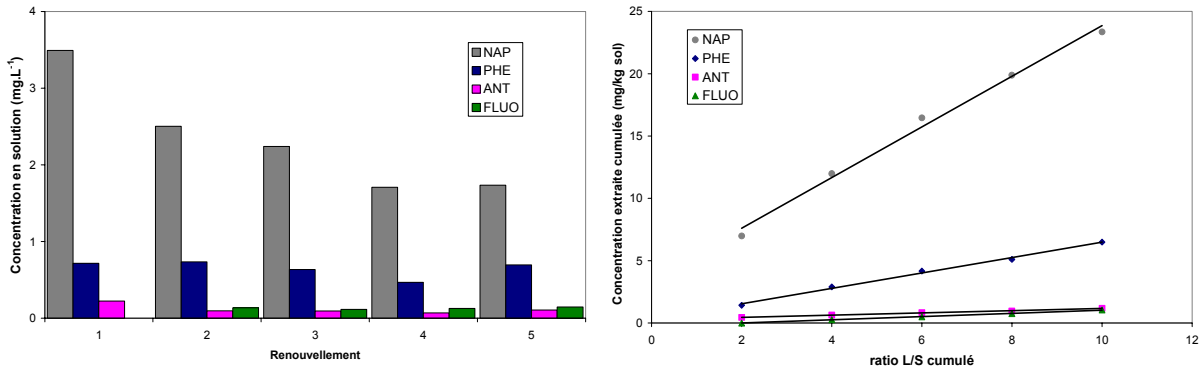 4
3
2
1
0
Concentration en solution (mg.L-1)
NAP
PHE
ANT
FLUO
1 2 3 4 5
Renouvellement
25
20
15
10
5
0
Concentration extraite cumulée (mg/kg sol)
NAP
PHE
ANT
FLUO
0 2 4 6 8 10 12
ratio L/S cumulé